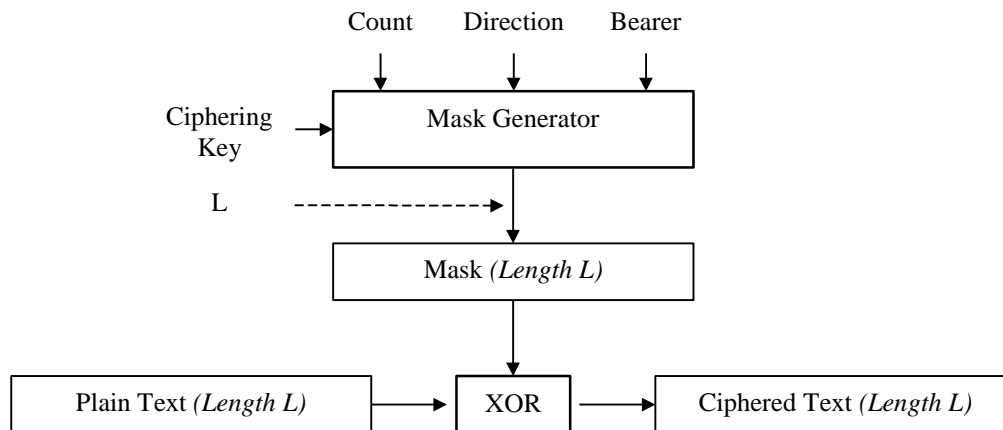 Count Direction Bearer
Ciphering
Key
Mask Generator
L
Mask (Length L)
Plain Text (Length L)
XOR
Ciphered Text (Length L)